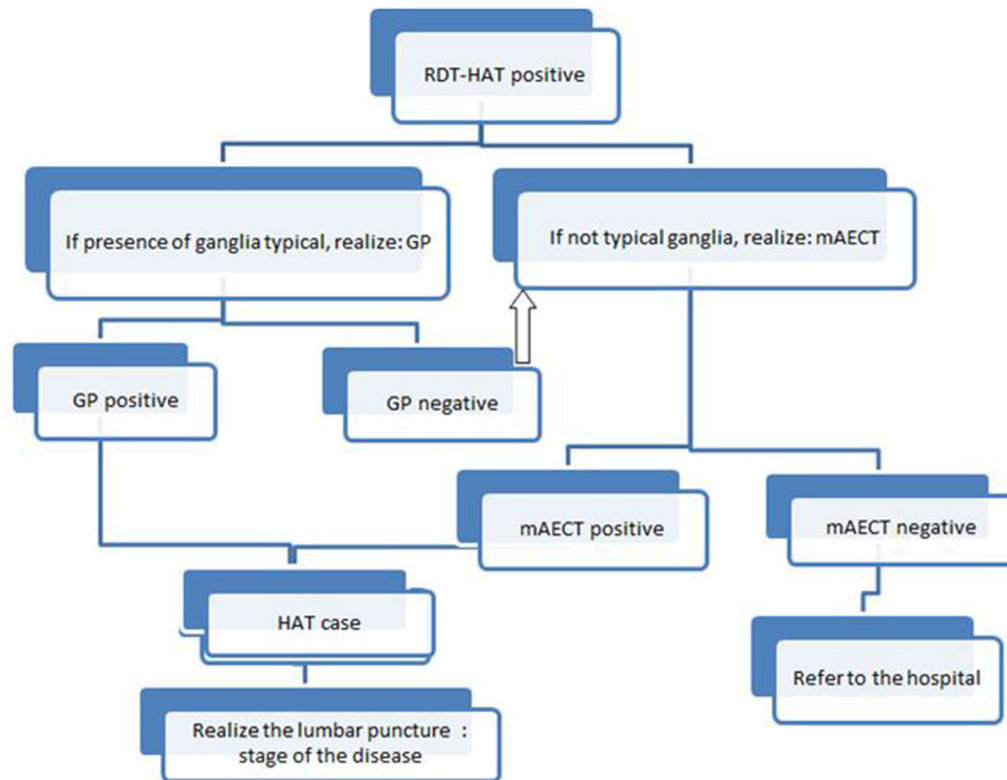 RDT-HAT positive
If presence of ganglia typical, realize: GP
If not typical ganglia, realize: mAECT
GP positive
GP negative
mAECT positive
mAECT negative
HAT case
Refer to the hospital
Realize the lumbar puncture :
stage of the disease